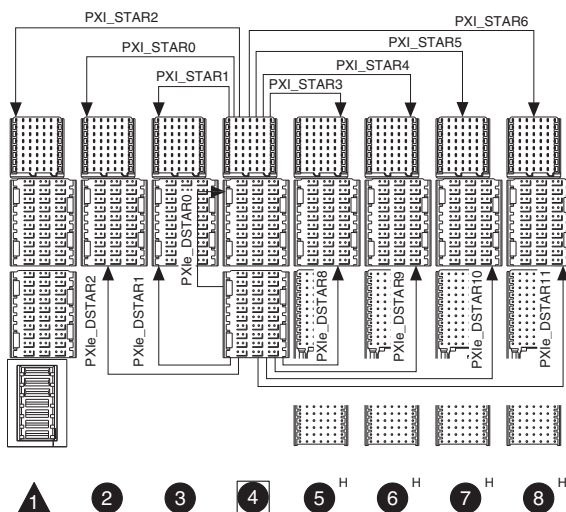 PXI_STAR2
PXI_STAR6
PXI_STAR0
PXI_STAR5
PXI_STAR1
PXI_STAR4
PXI_STAR3
PXIe_DSTAR2
PXIe_DSTAR1
PXIe_DSTAR0
PXIe_DSTAR8
PXIe_DSTAR9
PXIe_DSTAR10
PXIe_DSTAR11
1 2 3 4 5 H 6 H 7 H 8 H